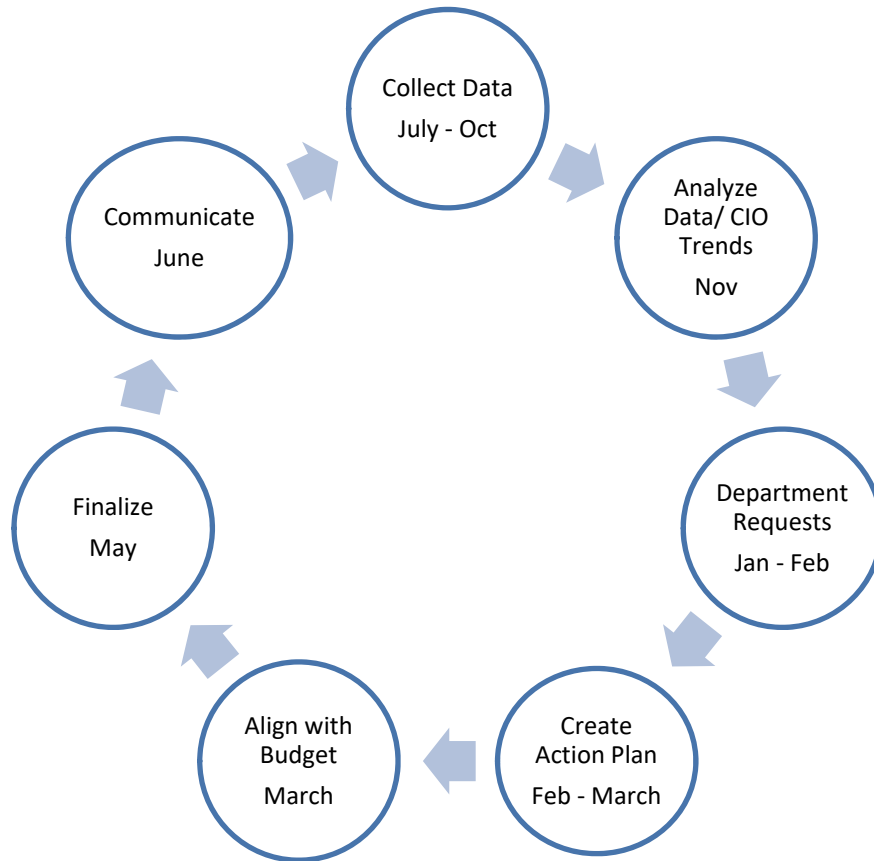 Collect Data
July - Oct
Analyze
Data/ CIO
Trends
Nov
Department
Requests
Jan - Feb
Create
Action Plan
Feb - March
Align with
Budget
March
Finalize
May
Communicate
June